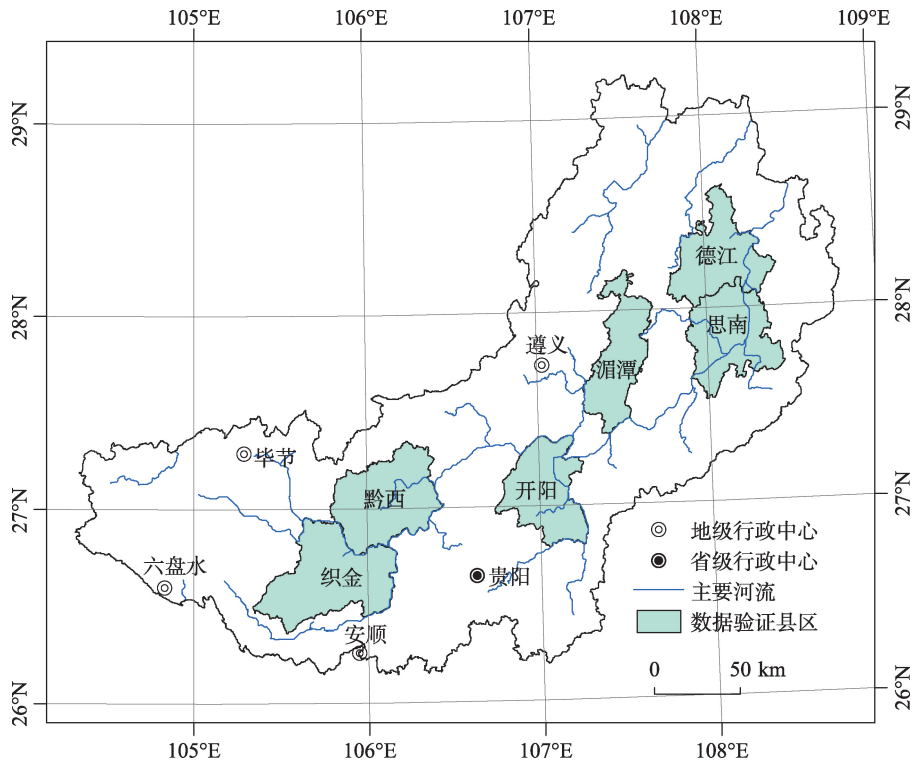 105°E 106°E 107°E 108°E 109°E
29°N 29°N
德江
28°N 28°N
思南
遵义
湄潭
毕节
黔西
开阳
27°N 27°N
地级行政中心
六盘水
织金
贵阳
省级行政中心
主要河流
数据验证县区
安顺
0 50 km
26°N 26°N
105°E 106°E 107°E 108°E